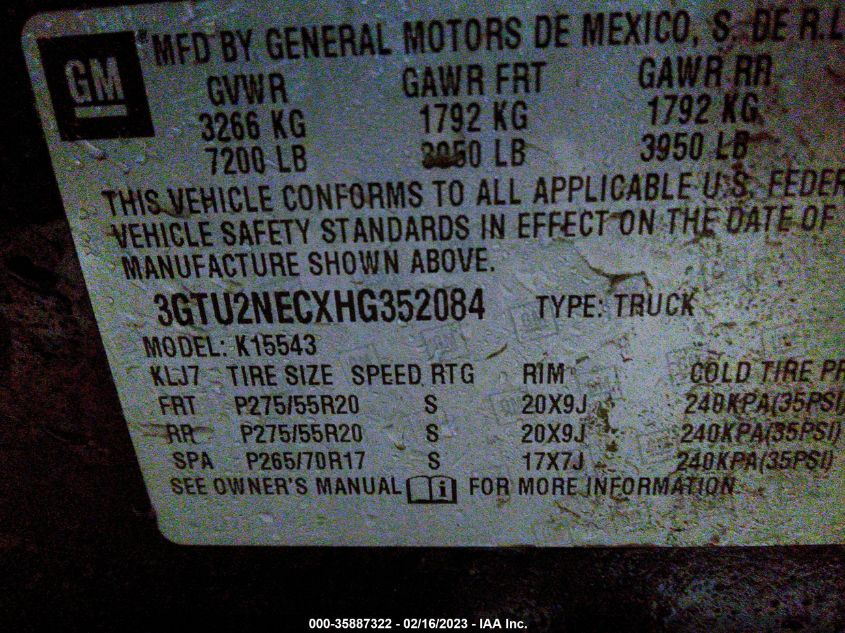 GM ® MFD BY GENERAL MOTORS DE MEXICO, S. DE R.L
GVWR GAWR FRT GAWR RR
3266 KG 1792 KG 1792 KG
7200 LB 3950 LB 3950 LB
THIS VEHICLE CONFORMS TO ALL APPLICABLE U.S. FEDER
VEHICLE SAFETY STANDARDS IN EFFECT ON THE DATE OF
MANUFACTURE SHOWN ABOVE.
3GTU2NECXHG352084 TYPE: TRUCK
MODEL: K15543
KLJ7 TIRE SIZE SPEED RTG RIM COLD TIRE PR
FRT P275/55R20 S 20X9J 240KPA(35PSI)
RR P275/55R20 S 20X9J 240KPA(35PSI)
SPA P265/70R17 S 17X7J 240KPA(35PSI)
SEE OWNER'S MANUAL i FOR MORE INFORMATION.
000-35887322 - 02/16/2023 - IAA Inc.